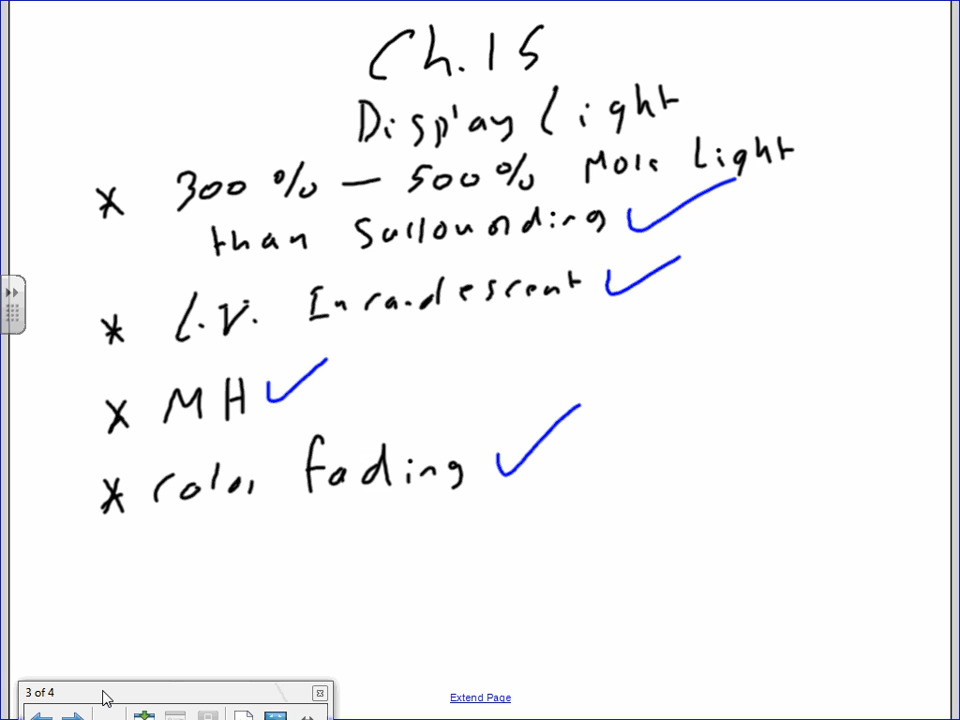 Ch. 15
Display Light
* 300% — 500% More Light
than Surrounding
* L.V. Incandescent
* MH
* color fading
3 of 4
Extend Page